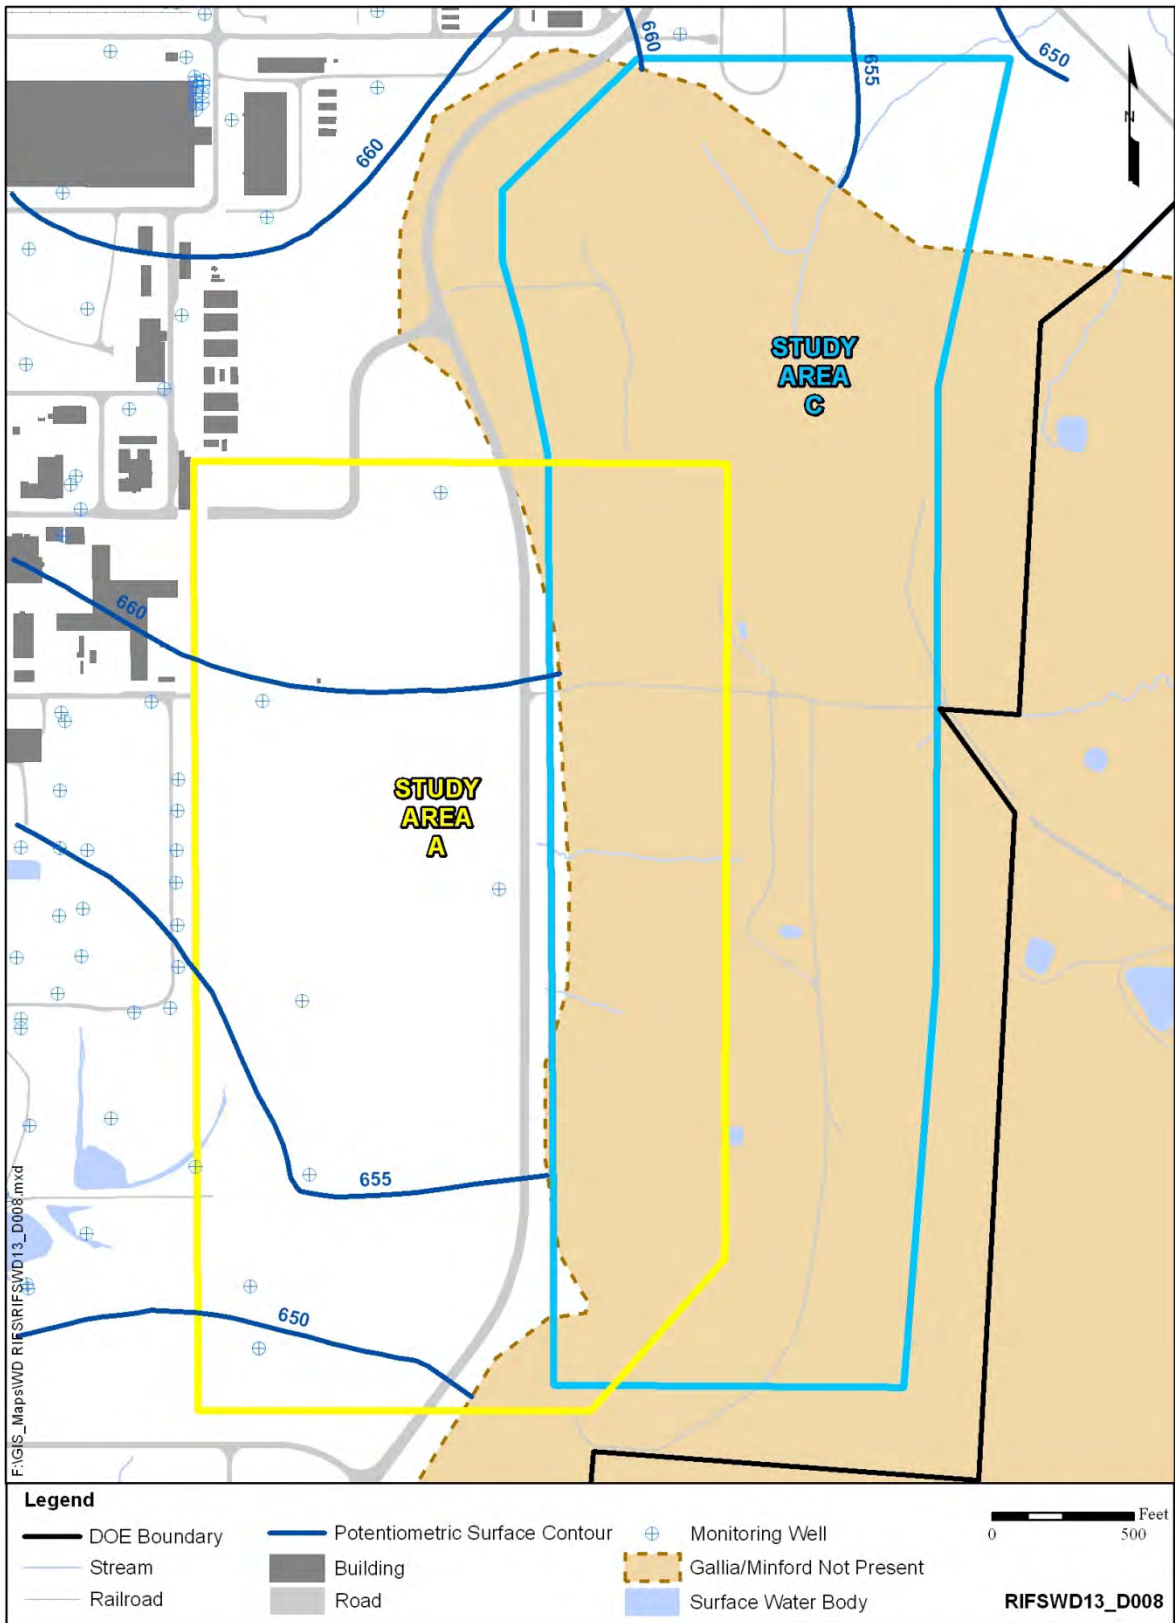 660
650
655
660
N
STUDY
AREA
C
660
STUDY
AREA
A
655
650
F:\GIS_Maps\WD RIFS\RIFSWD13_D008.mxd
Legend
DOE Boundary
Potentiometric Surface Contour
Monitoring Well
Feet
0 500
Stream
Building
Gallia/Minford Not Present
Railroad
Road
Surface Water Body
RIFSWD13_D008